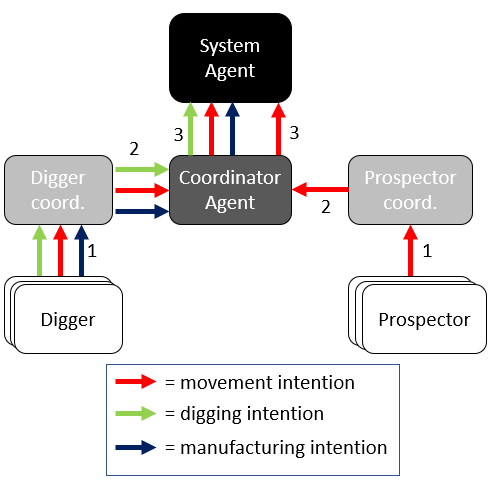 System
Agent
3
3
2
Digger
coord.
Coordinator
Agent
Prospector
coord.
2
1
1
Digger
Prospector
= movement intention
= digging intention
= manufacturing intention